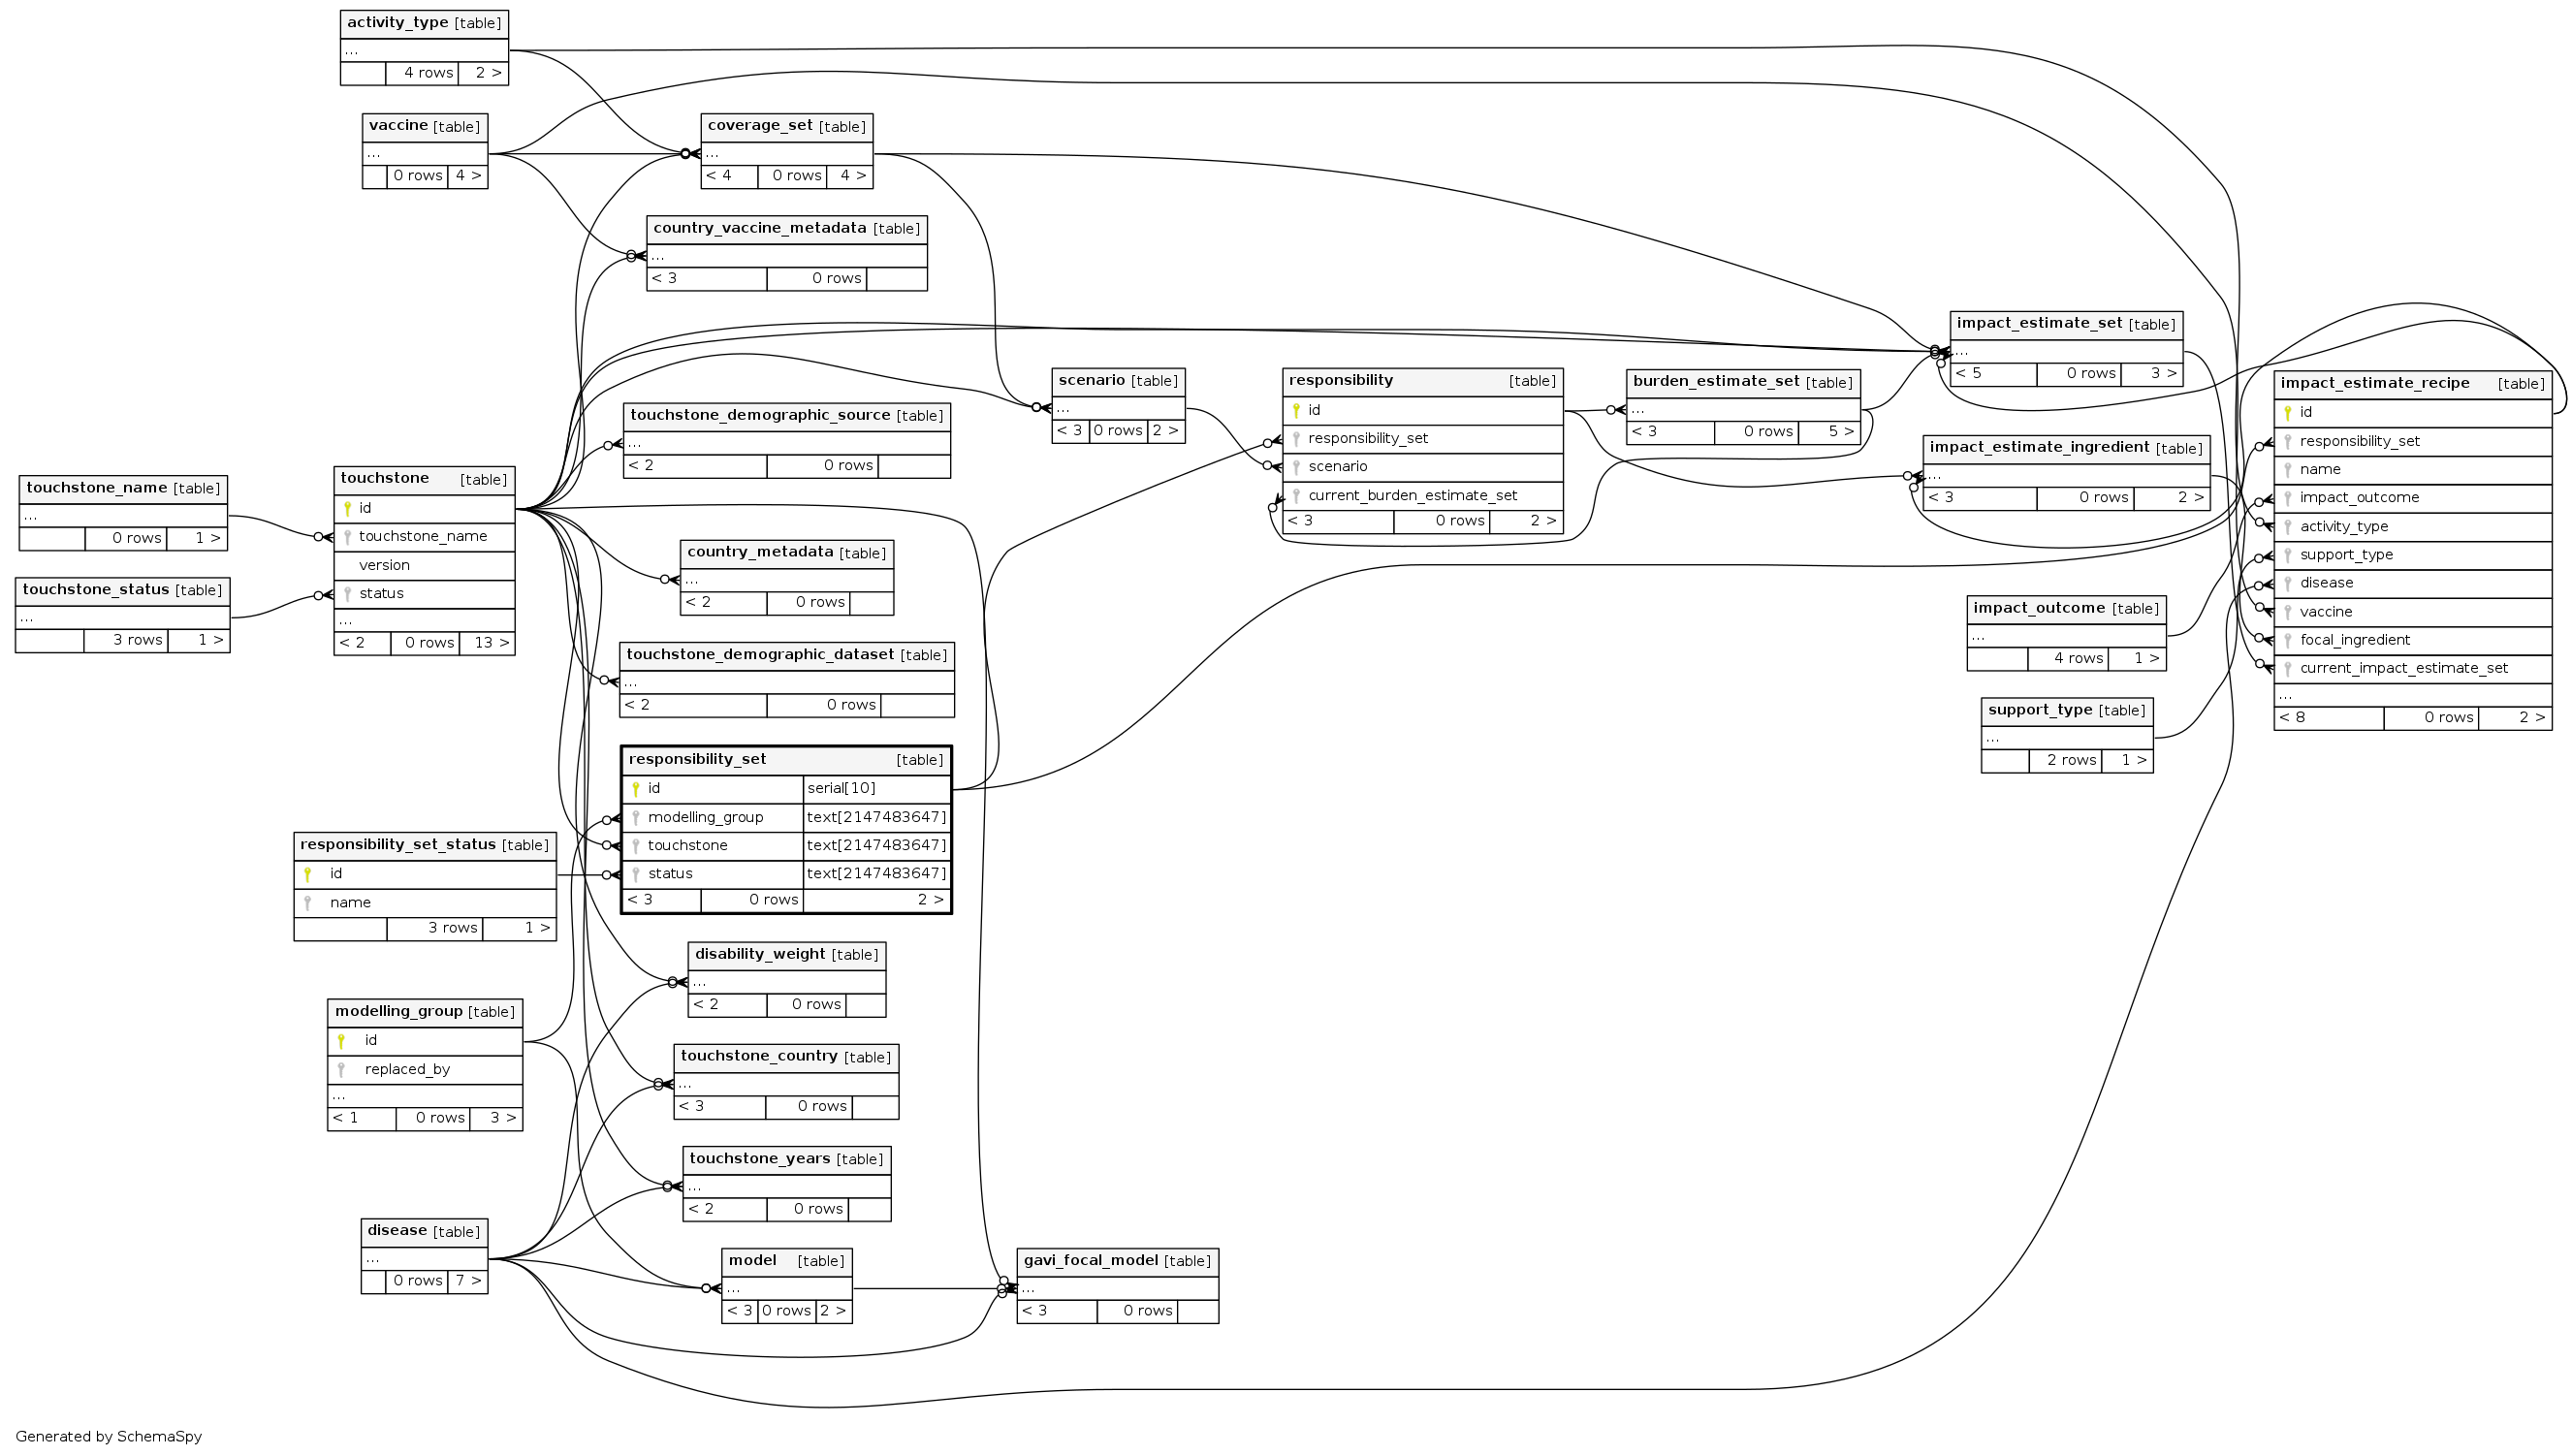 activity_type [table]
...
4 rows 2 >
vaccine [table]
...
0 rows 4 >
coverage_set [table]
...
< 4 0 rows 4 >
country_vaccine_metadata [table]
...
< 3 0 rows
impact_estimate_set [table]
...
< 5 0 rows 3 >
scenario [table]
...
< 3 0 rows 2 >
responsibility [table]
id
responsibility_set
scenario
current_burden_estimate_set
< 3 0 rows 2 >
burden_estimate_set [table]
...
< 3 0 rows 5 >
impact_estimate_recipe [table]
id
responsibility_set
name
impact_outcome
activity_type
support_type
disease
vaccine
focal_ingredient
current_impact_estimate_set
...
< 8 0 rows 2 >
touchstone_demographic_source [table]
...
< 2 0 rows
impact_estimate_ingredient [table]
...
< 3 0 rows 2 >
touchstone_name [table]
...
0 rows 1 >
touchstone [table]
id
touchstone_name
version
status
...
< 2 0 rows 13 >
touchstone_status [table]
...
3 rows 1 >
country_metadata [table]
...
< 2 0 rows
impact_outcome [table]
...
4 rows 1 >
touchstone_demographic_dataset [table]
...
< 2 0 rows
support_type [table]
...
2 rows 1 >
responsibility_set [table]
id serial[10]
modelling_group text[2147483647]
touchstone text[2147483647]
status text[2147483647]
< 3 0 rows 2 >
responsibility_set_status [table]
id
name
3 rows 1 >
disability_weight [table]
...
< 2 0 rows
modelling_group [table]
id
replaced_by
...
< 1 0 rows 3 >
touchstone_country [table]
...
< 3 0 rows
touchstone_years [table]
...
< 2 0 rows
disease [table]
...
0 rows 7 >
model [table]
...
< 3 0 rows 2 >
gavi_focal_model [table]
...
< 3 0 rows
Generated by SchemaSpy